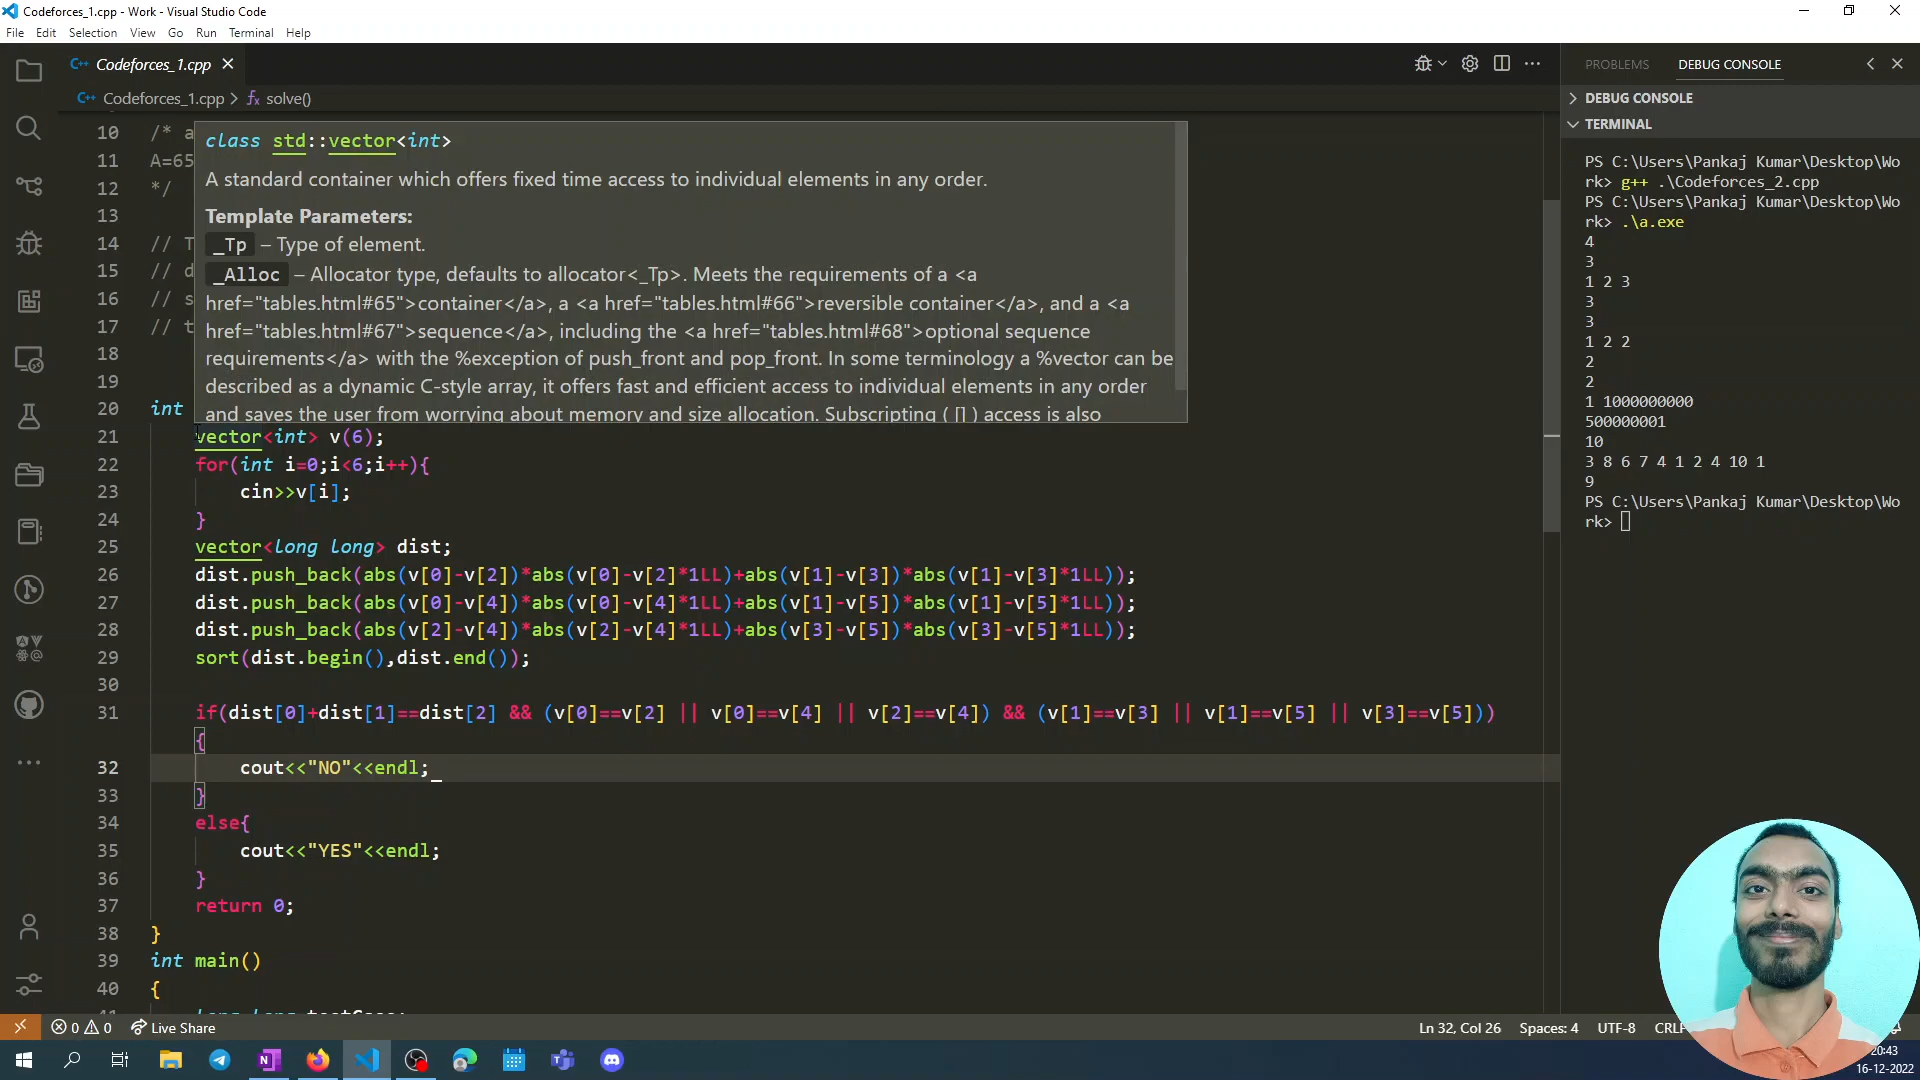 Codeforces_1.cpp - Work - Visual Studio Code
File Edit Selection View Go Run Terminal Help
C++ Codeforces_1.cpp
PROBLEMS DEBUG CONSOLE
C++ Codeforces_1.cpp > solve()
DEBUG CONSOLE
TERMINAL
10 /* a
11 A=65
12 */
13
14 // T
15 // d
16 // s
17 // t
18
19
class std::vector<int>
A standard container which offers fixed time access to individual elements in any order.
Template Parameters:
_Tp – Type of element.
_Alloc – Allocator type, defaults to allocator<_Tp>. Meets the requirements of a <a
href="tables.html#65">container</a>, a <a href="tables.html#66">reversible container</a>, and a <a
href="tables.html#67">sequence</a>, including the <a href="tables.html#68">optional sequence
requirements</a> with the %exception of push_front and pop_front. In some terminology a %vector can be
described as a dynamic C-style array, it offers fast and efficient access to individual elements in any order
and saves the user from worrying about memory and size allocation. Subscripting ( [] ) access is also
20 int
21 vector<int> v(6);
22 for(int i=0;i<6;i++){
23 cin>>v[i];
24 }
25 vector<long long> dist;
26 dist.push_back(abs(v[0]-v[2])*abs(v[0]-v[2]*1LL)+abs(v[1]-v[3])*abs(v[1]-v[3]*1LL));
27 dist.push_back(abs(v[0]-v[4])*abs(v[0]-v[4]*1LL)+abs(v[1]-v[5])*abs(v[1]-v[5]*1LL));
28 dist.push_back(abs(v[2]-v[4])*abs(v[2]-v[4]*1LL)+abs(v[3]-v[5])*abs(v[3]-v[5]*1LL));
29 sort(dist.begin(),dist.end());
30
31 if(dist[0]+dist[1]==dist[2] && (v[0]==v[2] || v[0]==v[4] || v[2]==v[4]) && (v[1]==v[3] || v[1]==v[5] || v[3]==v[5]))
{
32 cout<<"NO"<<endl;
33 }
34 else{
35 cout<<"YES"<<endl;
36 }
37 return 0;
38 }
39 int main()
40 {
PS C:\Users\Pankaj Kumar\Desktop\Wo
rk> g++ .\Codeforces_2.cpp
PS C:\Users\Pankaj Kumar\Desktop\Wo
rk> .\a.exe
4
3
1 2 3
3
3
1 2 2
2
2
1 1000000000
500000001
10
3 8 6 7 4 1 2 4 10 1
9
PS C:\Users\Pankaj Kumar\Desktop\Wo
rk>
0 0 Live Share
Ln 32, Col 26 Spaces: 4 UTF-8
20:43
16-12-2022